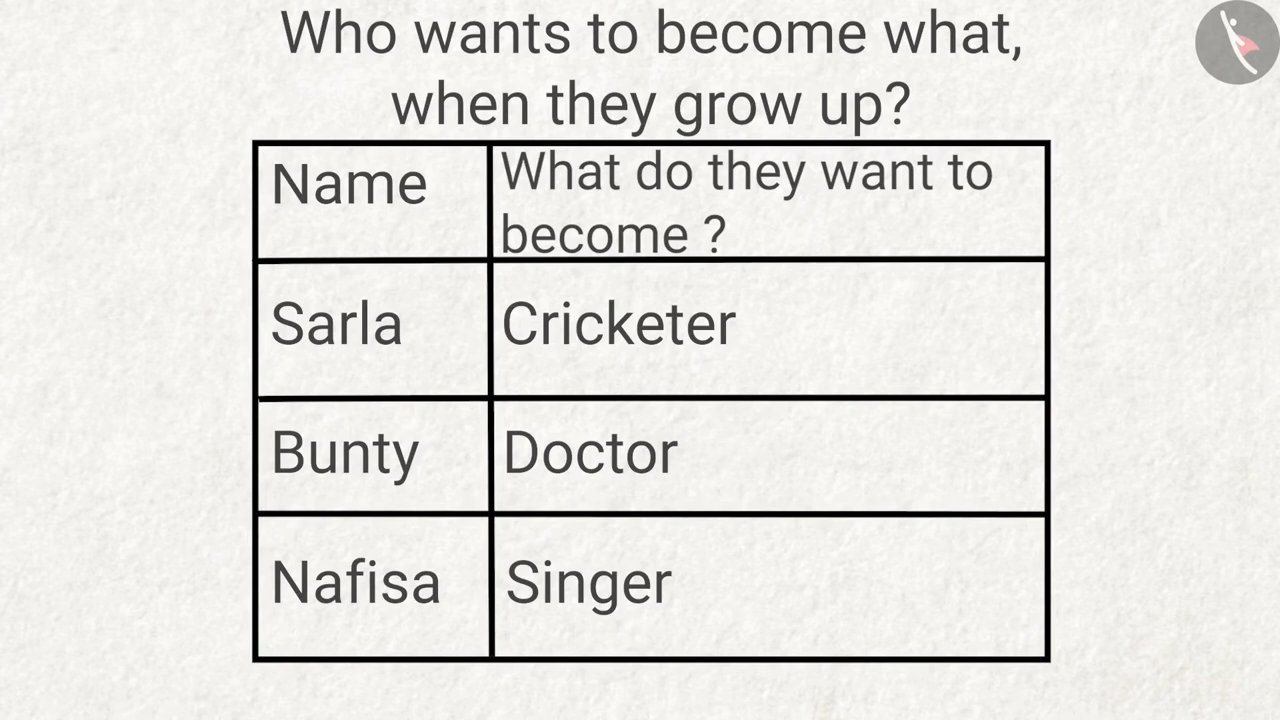 Who wants to become what,
when they grow up?
Name
What do they want to
become ?
Sarla
Cricketer
Bunty
Doctor
Nafisa
Singer